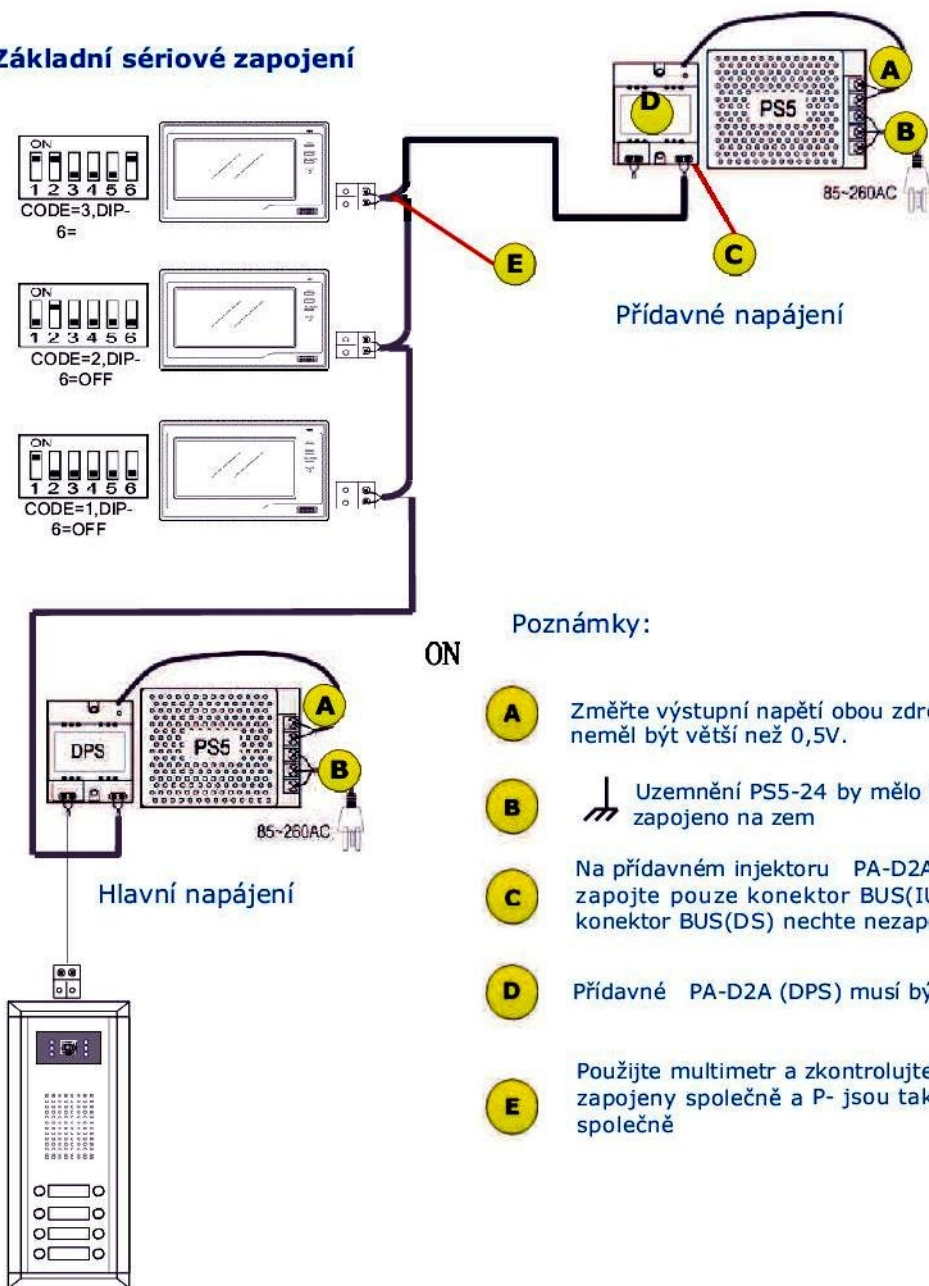 Základní sériové zapojení
D
PS5
A
B
85~260AC
C
Přídavné napájení
ON
1 2 3 4 5 6
CODE=3,DIP-
6=
E
ON
1 2 3 4 5 6
CODE=2,DIP-
6=OFF
ON
1 2 3 4 5 6
CODE=1,DIP-
6=OFF
ON
DPS
PS5
A
B
85~260AC
Hlavní napájení
Poznámky:
A
Změřte výstupní napětí obou zdro
neměl být větší než 0,5V.
B
Uzemnění PS5-24 by mělo
zapojeno na zem
C
Na přídavném injektoru PA-D2A
zapojte pouze konektor BUS(IU
konektor BUS(DS) nechte nezapo
D
Přídavné PA-D2A (DPS) musí bý
E
Použijte multimetr a zkontrolujte
zapojeny společně a P- jsou tak
společně